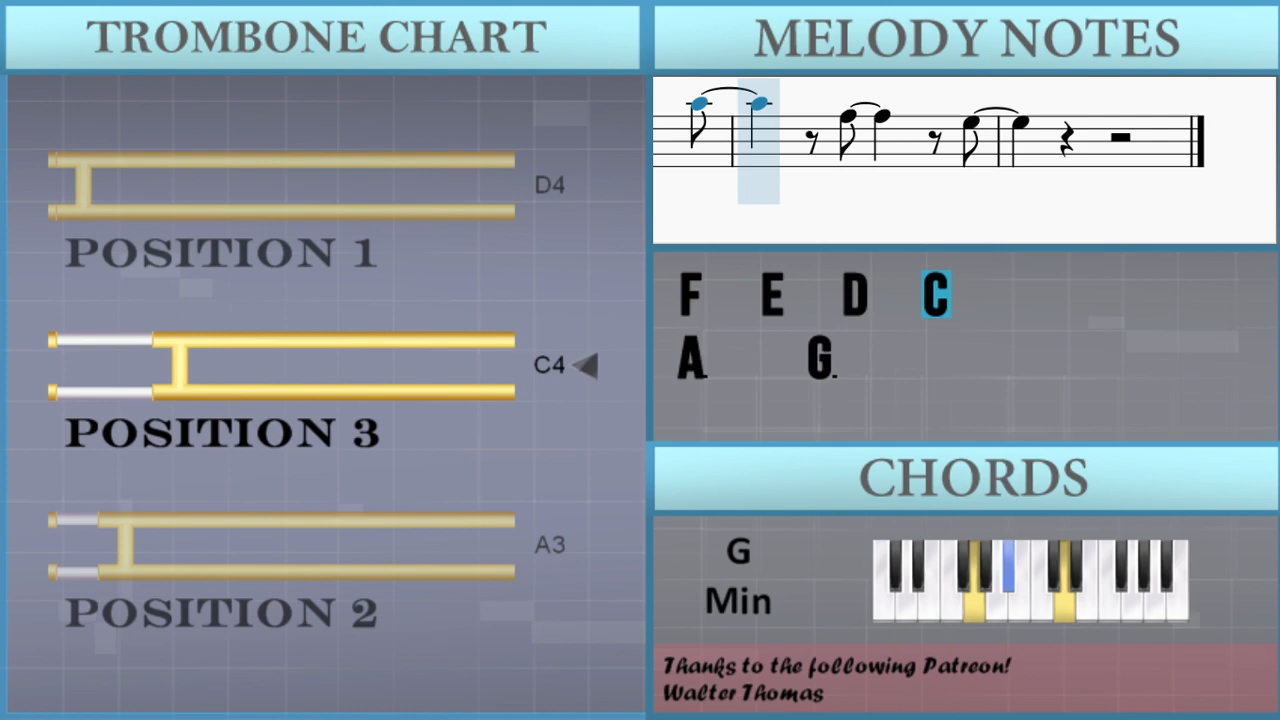 TROMBONE CHART
D4
POSITION 1
C4
POSITION 3
A3
POSITION 2
MELODY NOTES
F E D C
A. G.
CHORDS
G
Min
Thanks to the following Patreon!
Walter Thomas